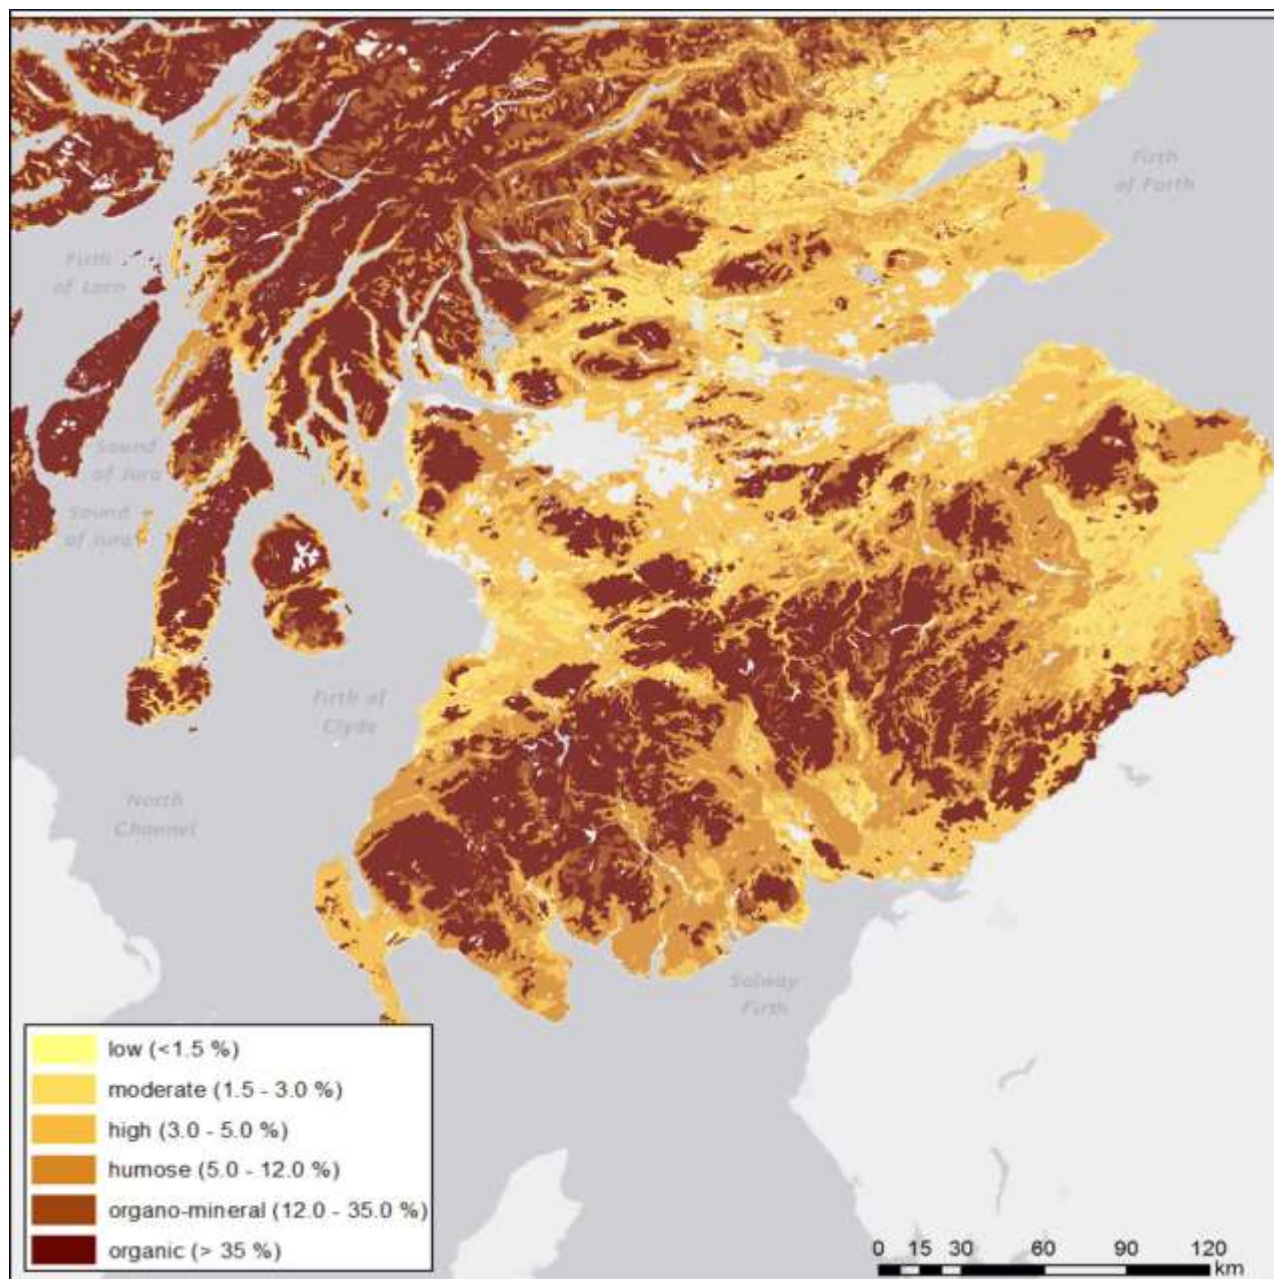 Firth
of Forth
Firth
of Lorn
Sound
of Jura
Sound
of Jura
Firth of
Clyde
North
Channel
Solway
Firth
low (<1.5 %)
moderate (1.5 - 3.0 %)
high (3.0 - 5.0 %)
humose (5.0 - 12.0 %)
organo-mineral (12.0 - 35.0 %)
organic (> 35 %)
0 15 30 60 90 120
km